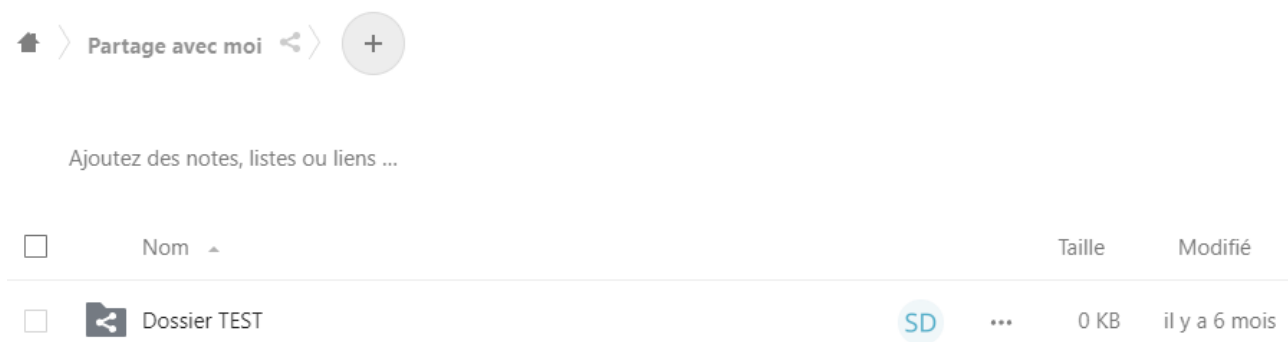 Partage avec moi
Ajoutez des notes, listes ou liens ...
Nom Taille Modifié
Dossier TEST SD ... 0 KB il y a 6 mois